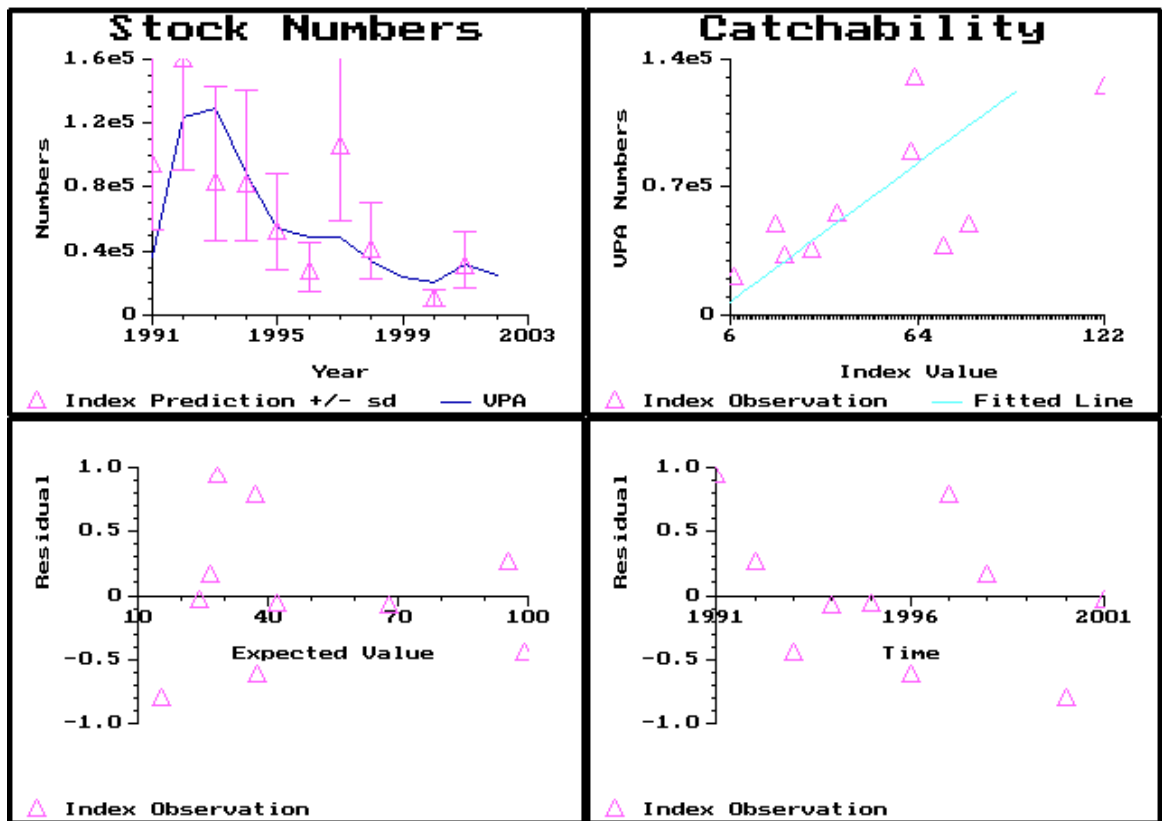 Stock Numbers
1.6e5
1.2e5
0.8e5
0.4e5
0
Numbers
1991 1995 1999 2003
Year
Index Prediction +/- sd VPA
Catchability
1.4e5
0.7e5
0
VPA Numbers
6 64 122
Index Value
Index Observation Fitted Line
1.0
0.5
0
-0.5
-1.0
Residual
10 40 70 100
Expected Value
Index Observation
1.0
0.5
0
-0.5
-1.0
Residual
1991 1996 2001
Time
Index Observation